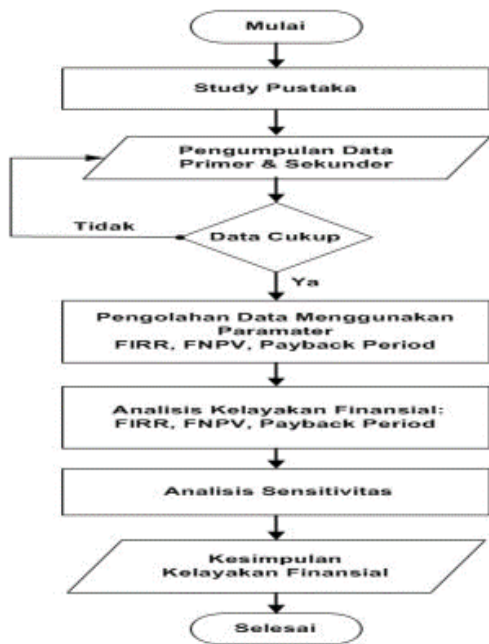 Mulai
Study Pustaka
Pengumpulan Data
Primer & Sekunder
Tidak
Data Cukup
Ya
Pengolahan Data Menggunakan
Paramater
FIRR, FNPV, Payback Period
Analisis Kelayakan Finansial:
FIRR, FNPV, Payback Period
Analisis Sensitivitas
Kesimpulan
Kelayakan Finansial
Selesai